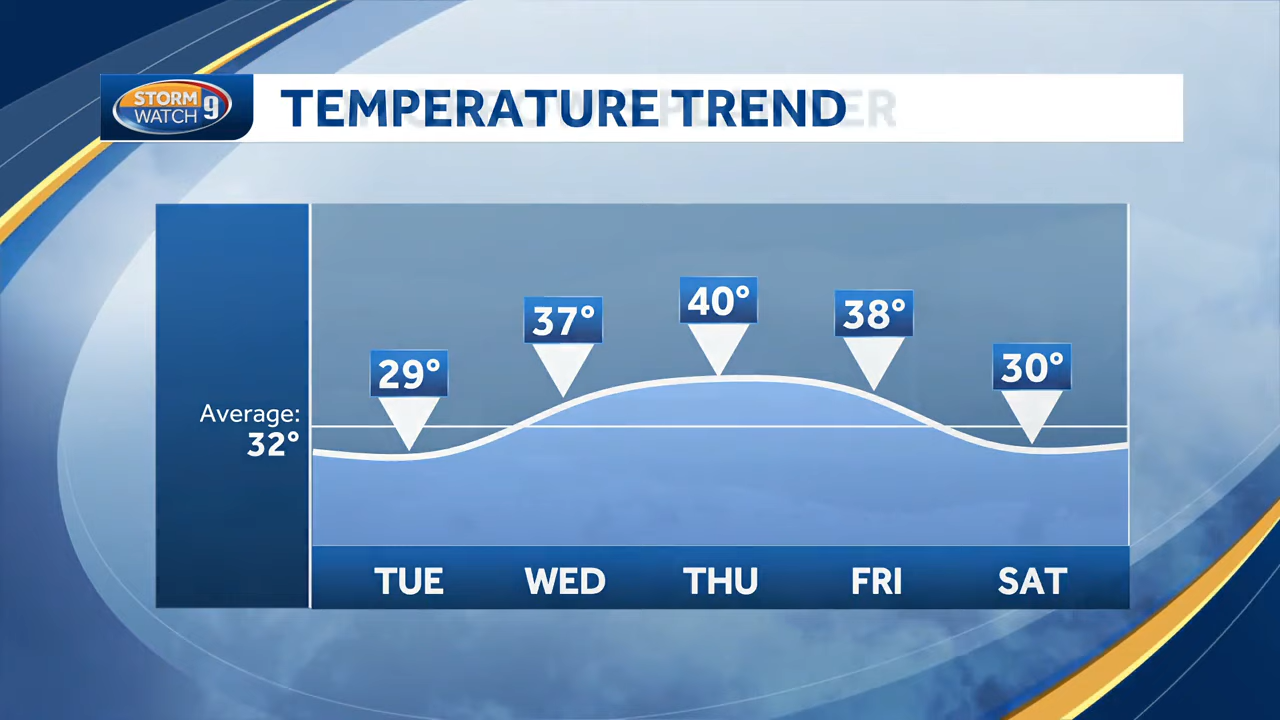 STORM
WATCH 9
TEMPERATURE TREND
37°
40°
38°
29°
30°
Average:
32°
TUE WED THU FRI SAT